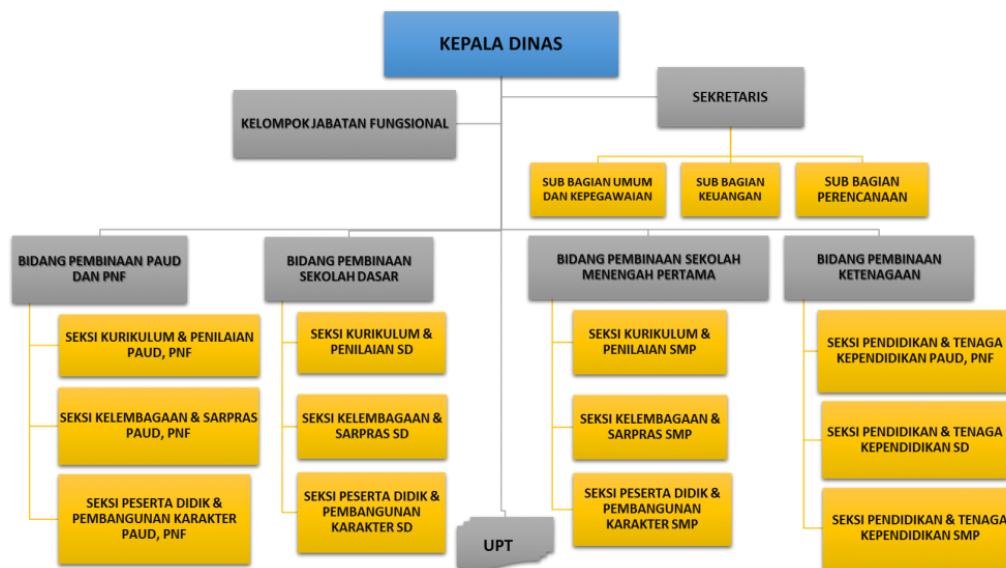 KEPALA DINAS
SEKRETARIS
KELOMPOK JABATAN FUNGSIONAL
SUB BAGIAN UMUM
DAN KEPEGAWAIAN
SUB BAGIAN
KEUANGAN
SUB BAGIAN
PERENCANAAN
BIDANG PEMBINAAN PAUD
DAN PNF
BIDANG PEMBINAAN
SEKOLAH DASAR
BIDANG PEMBINAAN SEKOLAH
MENENGAH PERTAMA
BIDANG PEMBINAAN
KETENAGAAN
SEKSI KURIKULUM & PENILAIAN
PAUD, PNF
SEKSI KELEMBAGAAN & SARPRAS
PAUD, PNF
SEKSI PESERTA DIDIK &
PEMBANGUNAN KARAKTER
PAUD, PNF
SEKSI KURIKULUM &
PENILAIAN SD
SEKSI KELEMBAGAAN &
SARPRAS SD
SEKSI PESERTA DIDIK &
PEMBANGUNAN
KARAKTER SD
SEKSI KURIKULUM &
PENILAIAN SMP
SEKSI KELEMBAGAAN &
SARPRAS SMP
SEKSI PESERTA DIDIK &
PEMBANGUNAN
KARAKTER SMP
SEKSI PENDIDIKAN & TENAGA
KEPENDIDIKAN PAUD, PNF
SEKSI PENDIDIKAN & TENAGA
KEPENDIDIKAN SD
SEKSI PENDIDIKAN & TENAGA
KEPENDIDIKAN SMP
UPT